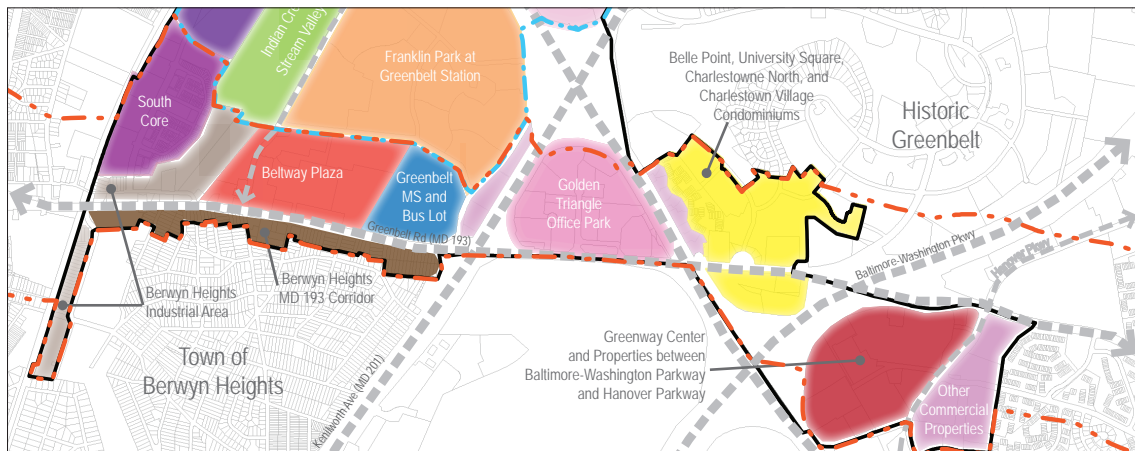 Indian Cr
Stream Valley
Franklin Park at
Greenbelt Station
Belle Point, University Square,
Charlestowne North, and
Charlestown Village
Condominiums
Historic
Greenbelt
South
Core
Beltway Plaza
Greenbelt
MS and
Bus Lot
Golden
Triangle
Office Park
Greenbelt Rd (MD 193)
Baltimore-Washington Pkwy
Hanover Pkwy
Berwyn Heights
MD 193 Corridor
Berwyn Heights
Industrial Area
Town of
Berwyn Heights
Kenilworth Ave (MD 201)
Greenway Center
and Properties between
Baltimore-Washington Parkway
and Hanover Parkway
Other
Commercial
Properties